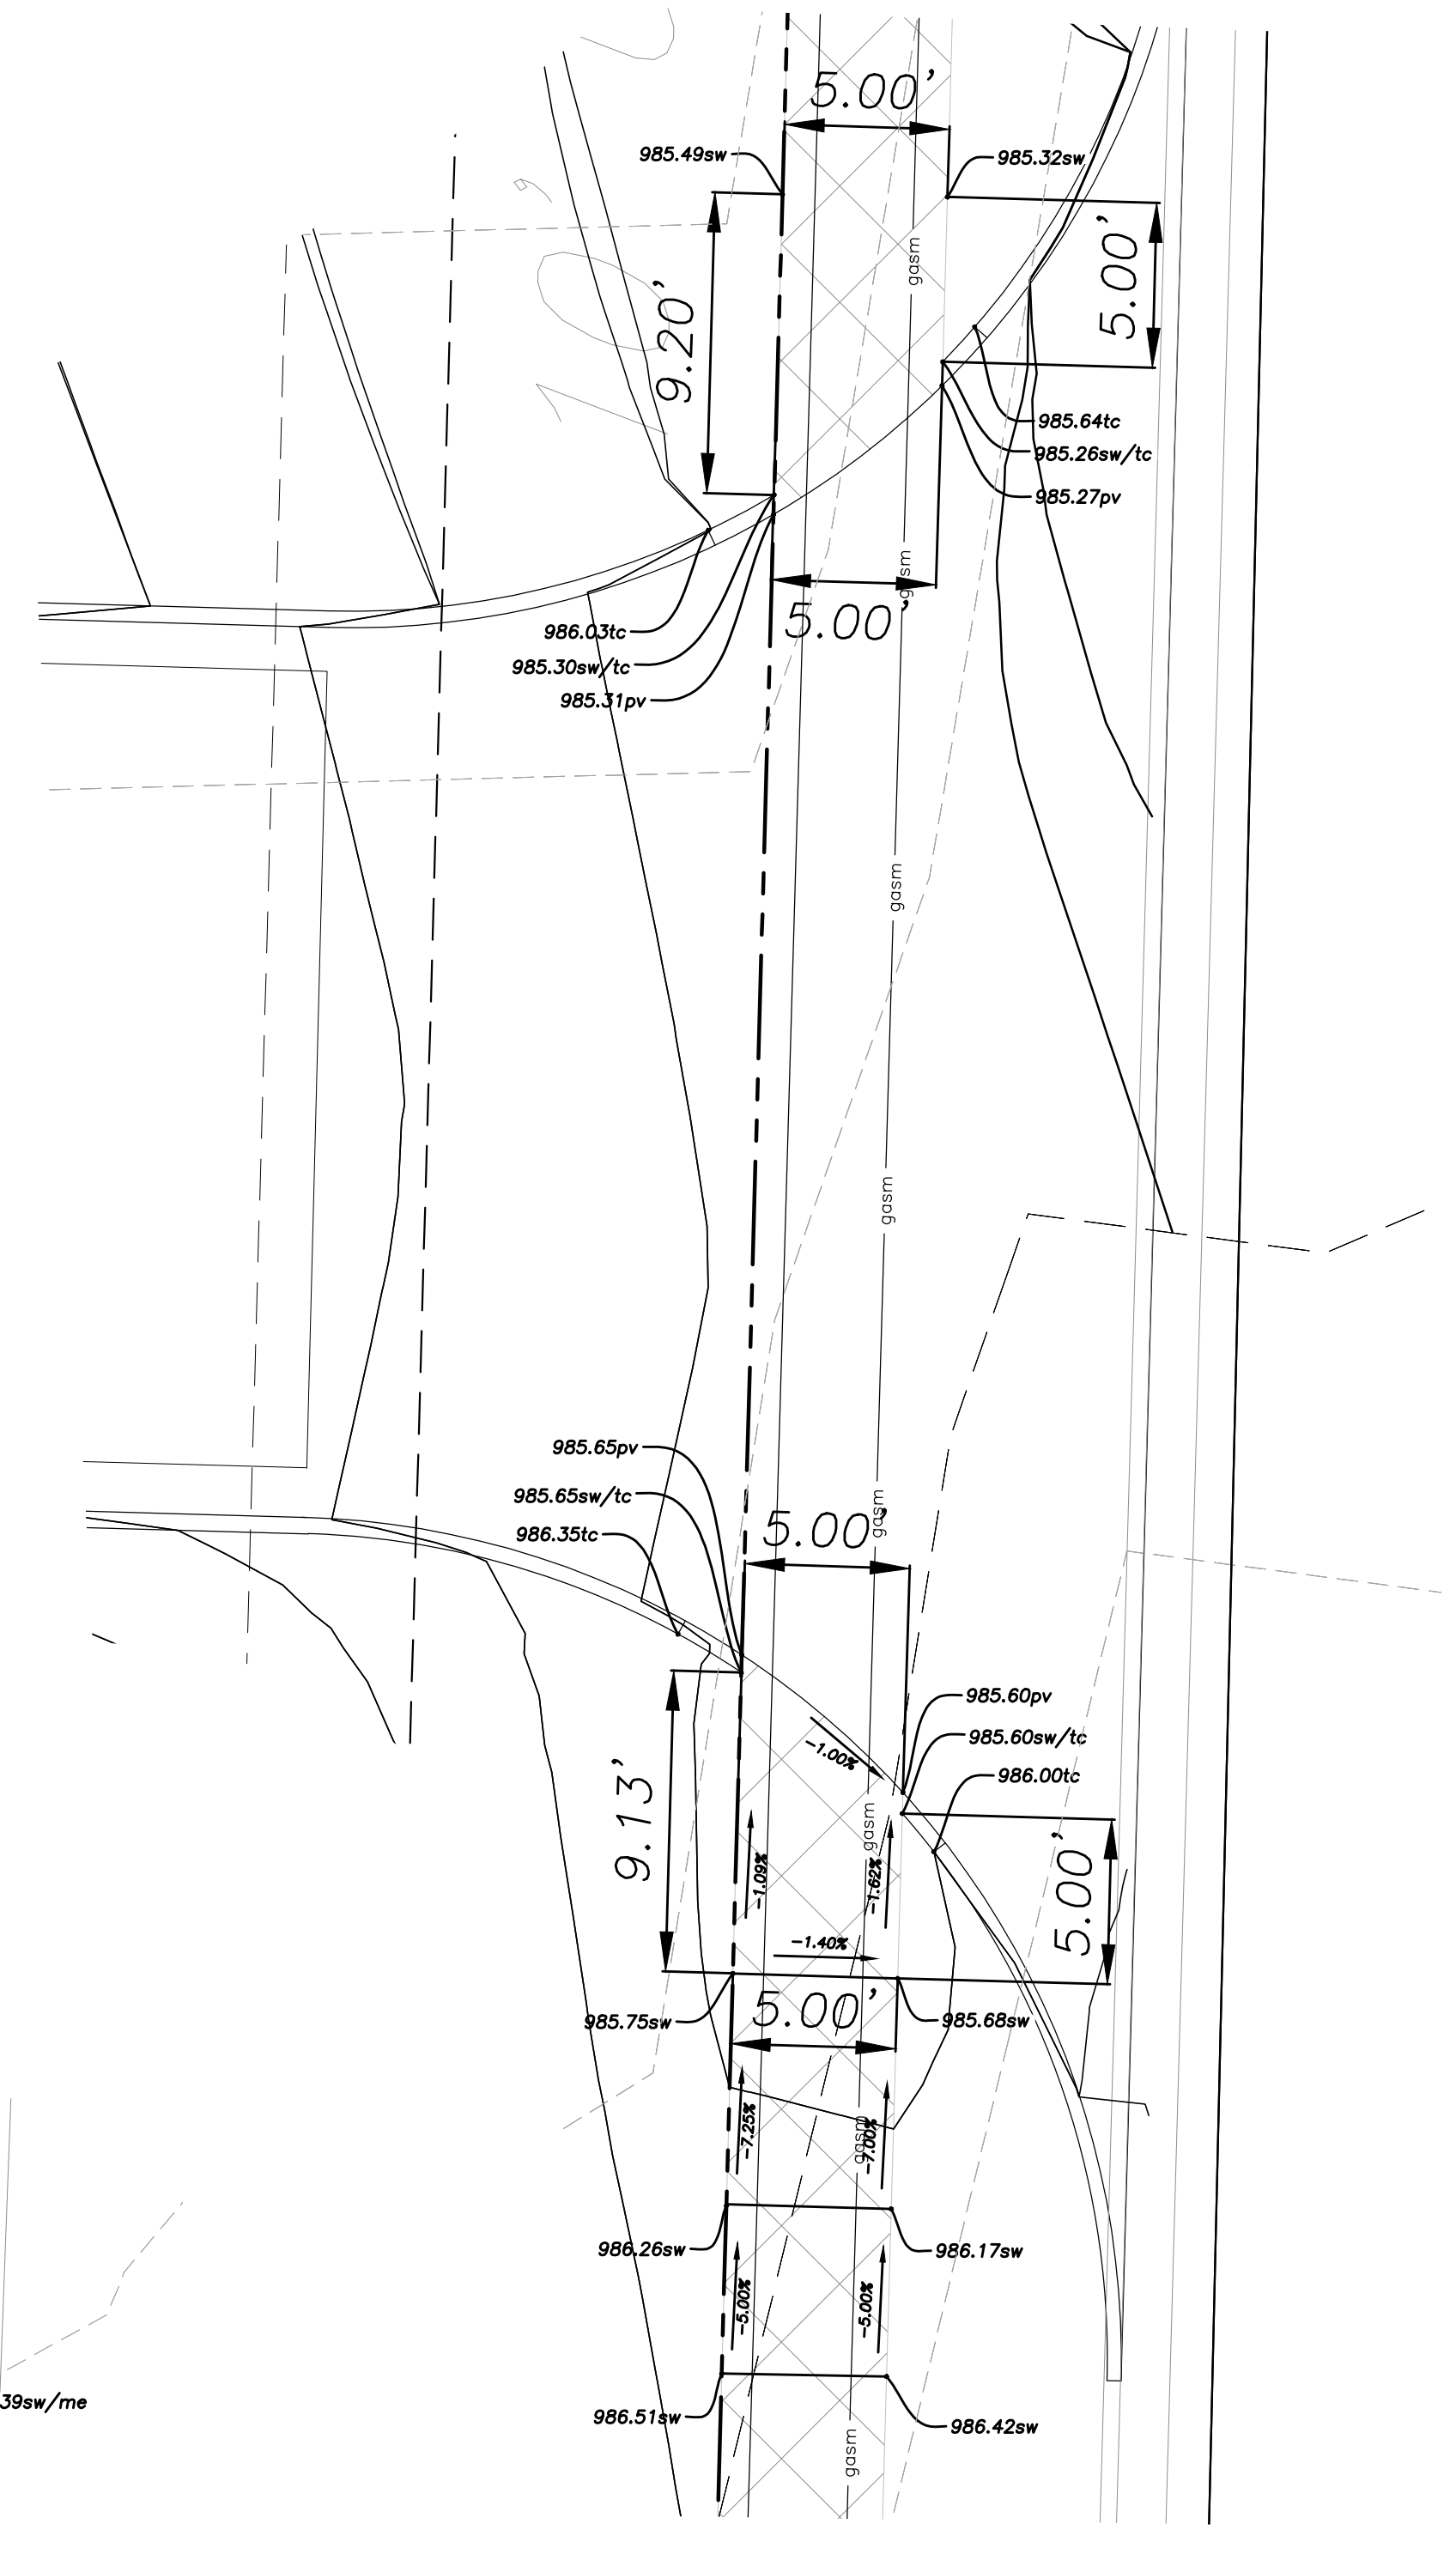 5.00'
985.49sw
985.32sw
gasm
5.00'
9.20'
985.64tc
985.26sw/tc
985.27pv
gasm
5.00'
986.03tc
985.30sw/tc
985.31pv
gasm
gasm
985.65pv
985.65sw/tc
986.35tc
5.00'
gasm
985.60pv
985.60sw/tc
986.00tc
-1.00%
9.13'
gasm
-1.09%
-1.62%
5.00'
-1.40%
985.75sw
5.00'
985.68sw
-7.25%
gasm
-7.00%
986.26sw
986.17sw
-5.00%
-5.00%
39sw/me
986.51sw
986.42sw
gasm